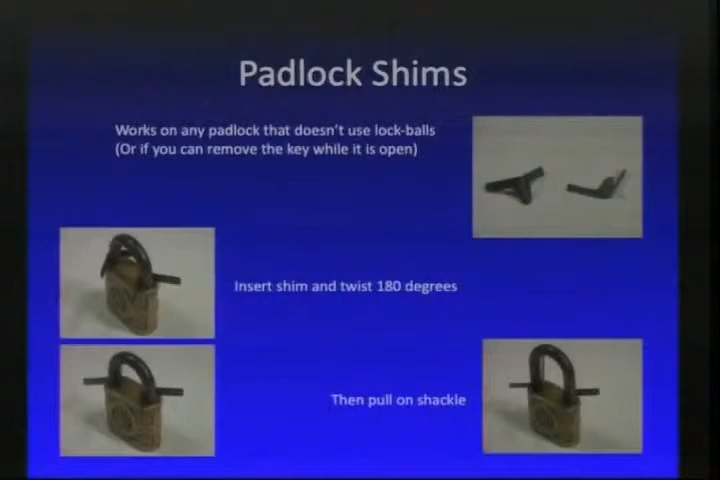 Padlock Shims
Works on any padlock that doesn't use lock-balls
(Or if you can remove the key while it is open)
Insert shim and twist 180 degrees
Then pull on shackle